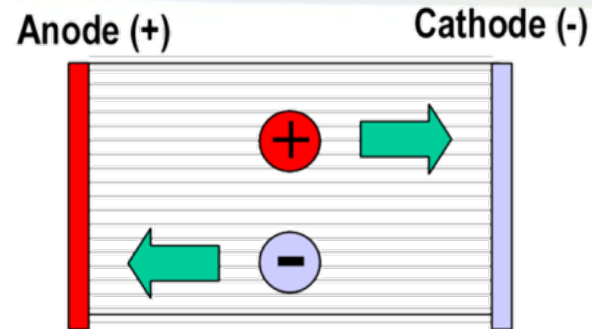 Anode (+)
Cathode (-)
+
-